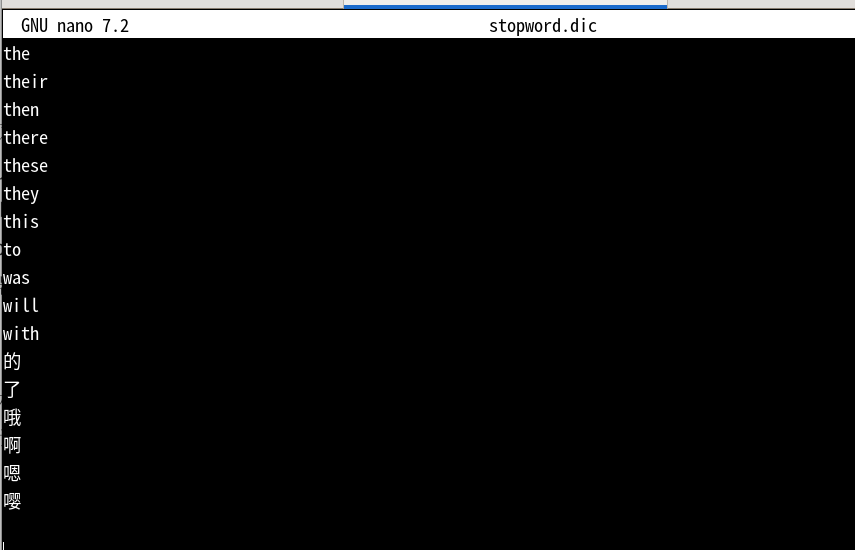 GNU nano 7.2 stopword.dic
the
their
then
there
these
they
this
to
was
will
with
的
了
哦
啊
嗯
嘤